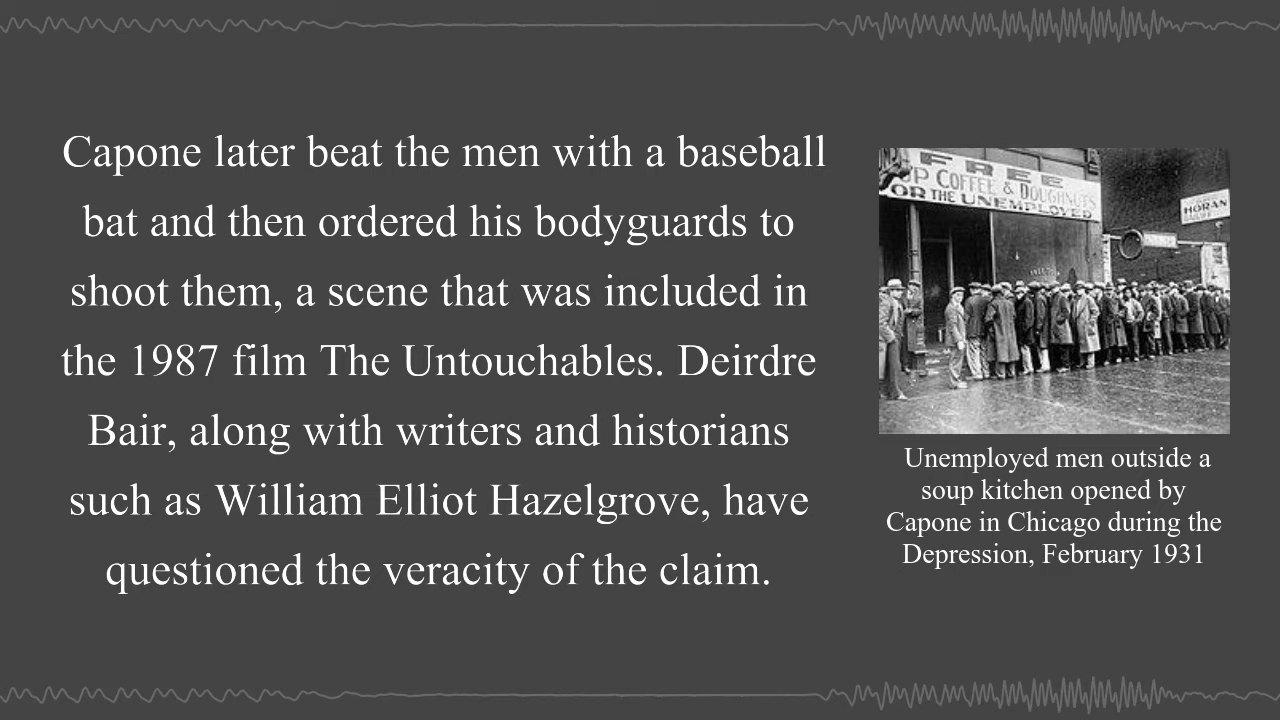 Capone later beat the men with a baseball
bat and then ordered his bodyguards to
shoot them, a scene that was included in
the 1987 film The Untouchables. Deirdre
Bair, along with writers and historians
such as William Elliot Hazelgrove, have
questioned the veracity of the claim.
FREE
COFFEE & DOUGHNUTS
FOR THE UNEMPLOYED
HORAN
Unemployed men outside a
soup kitchen opened by
Capone in Chicago during the
Depression, February 1931